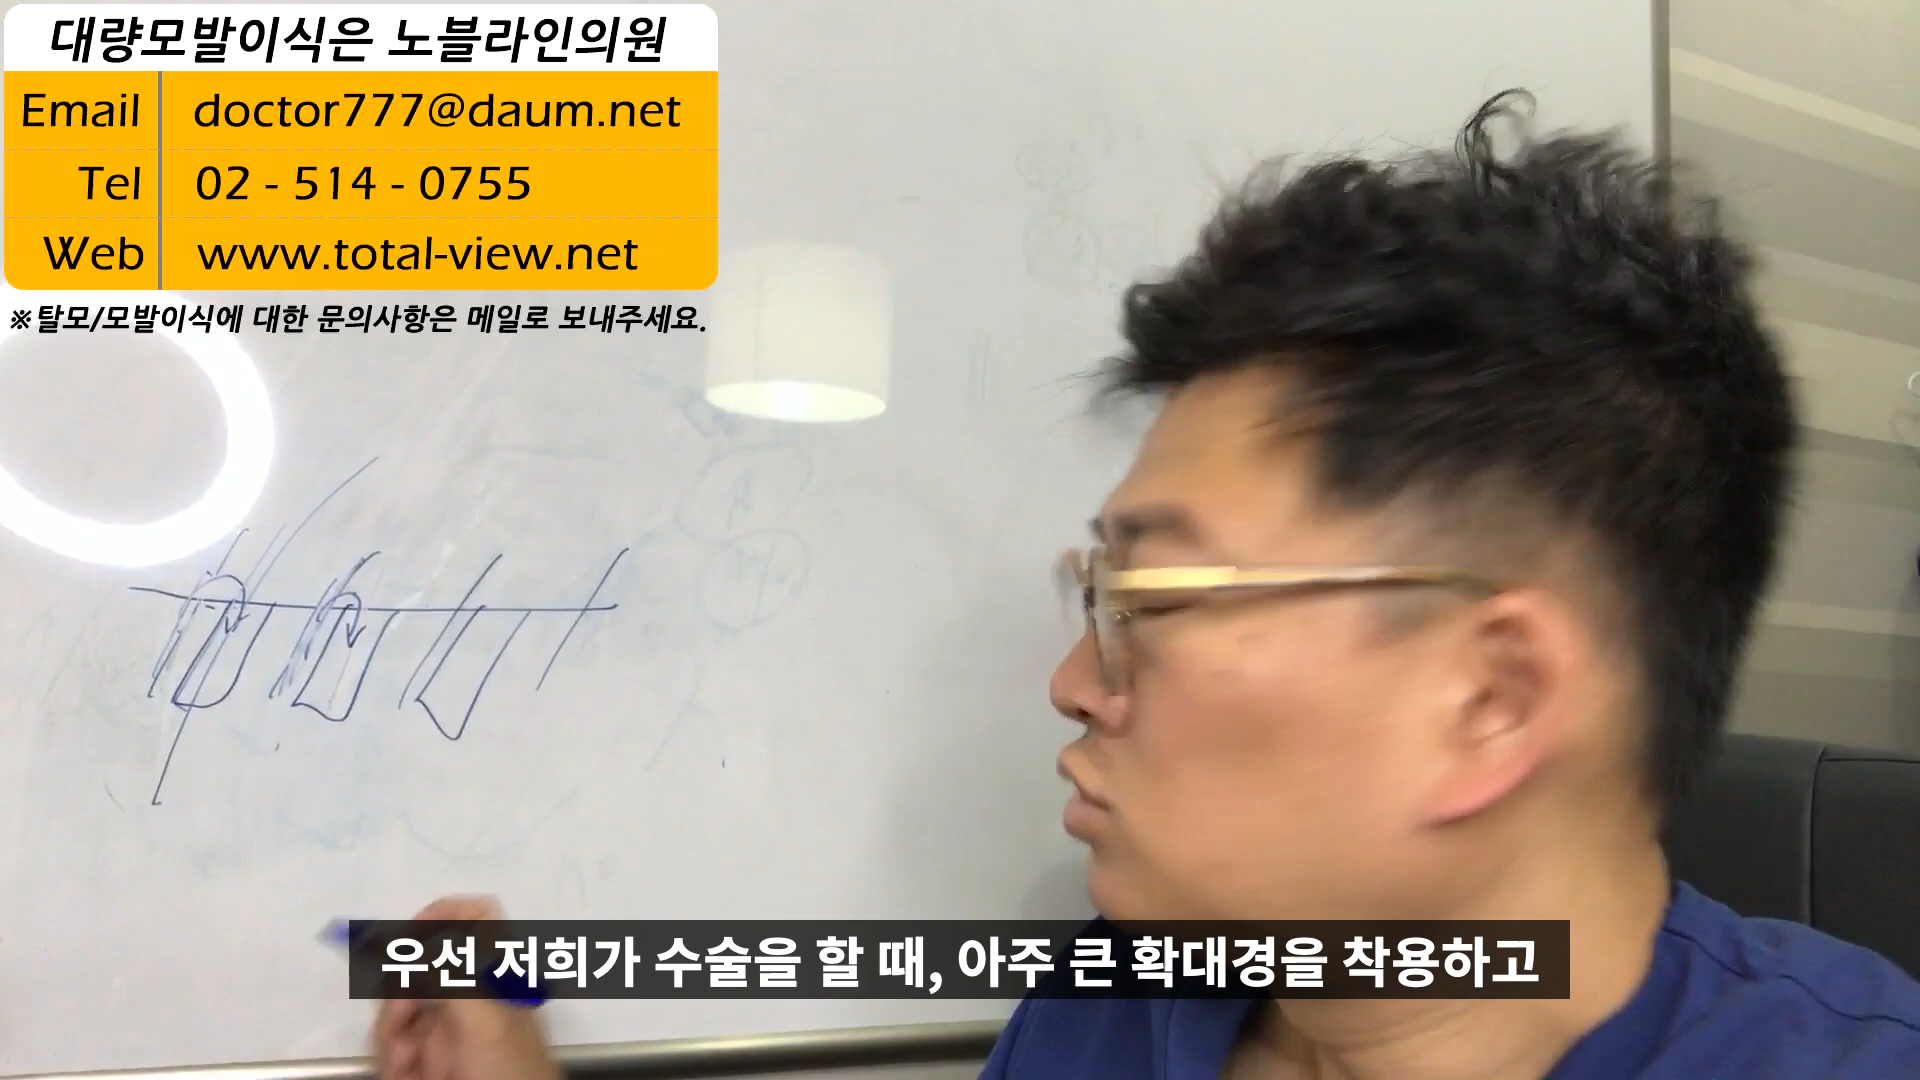 대량모발이식은 노블라인의원
Email doctor777@daum.net
Tel 02 - 514 - 0755
Web www.total-view.net
※탈모/모발이식에 대한 문의사항은 메일로 보내주세요.
우선 저희가 수술을 할 때, 아주 큰 확대경을 착용하고